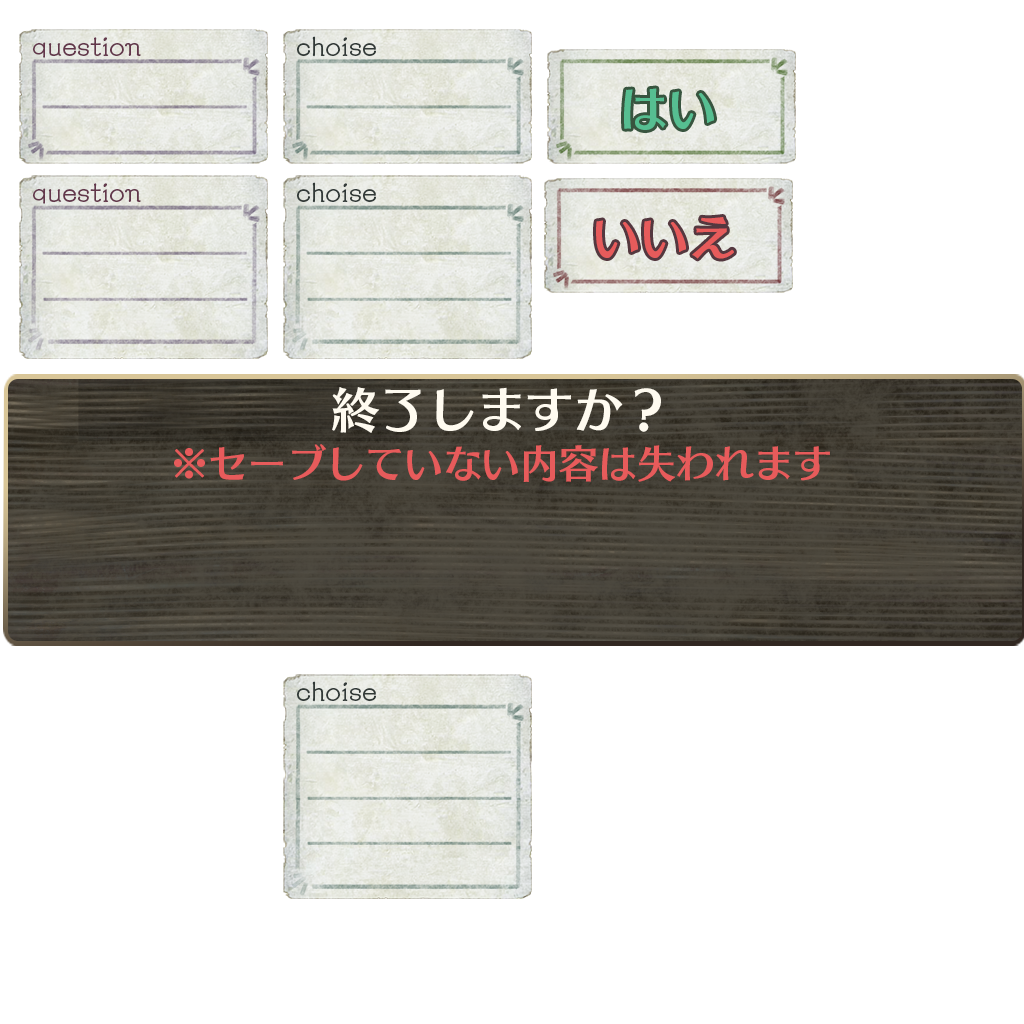 question
choise
はい
question
choise
いいえ
終了しますか？
※セーブしていない内容は失われます
choise